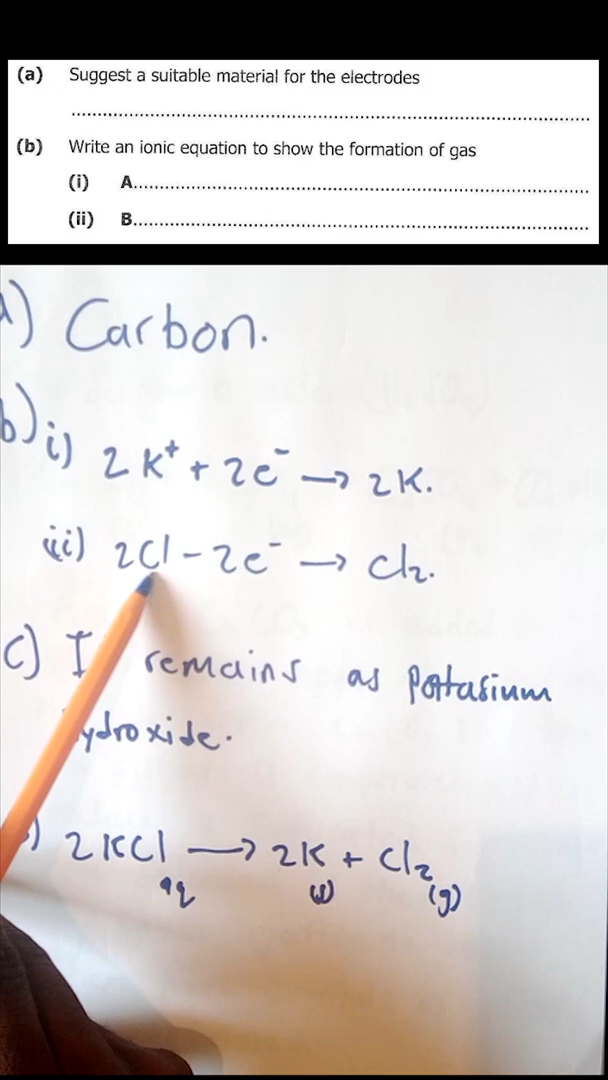 (a) Suggest a suitable material for the electrodes
(b) Write an ionic equation to show the formation of gas
(i) A
(ii) B
) Carbon.
b) i) 2K⁺ + 2e⁻ → 2K.
ii) 2Cl - 2e⁻ → Cl₂.
c) I remains as pottasium
ydroxide.
) 2KCl → 2K + Cl₂
aq (l) (g)